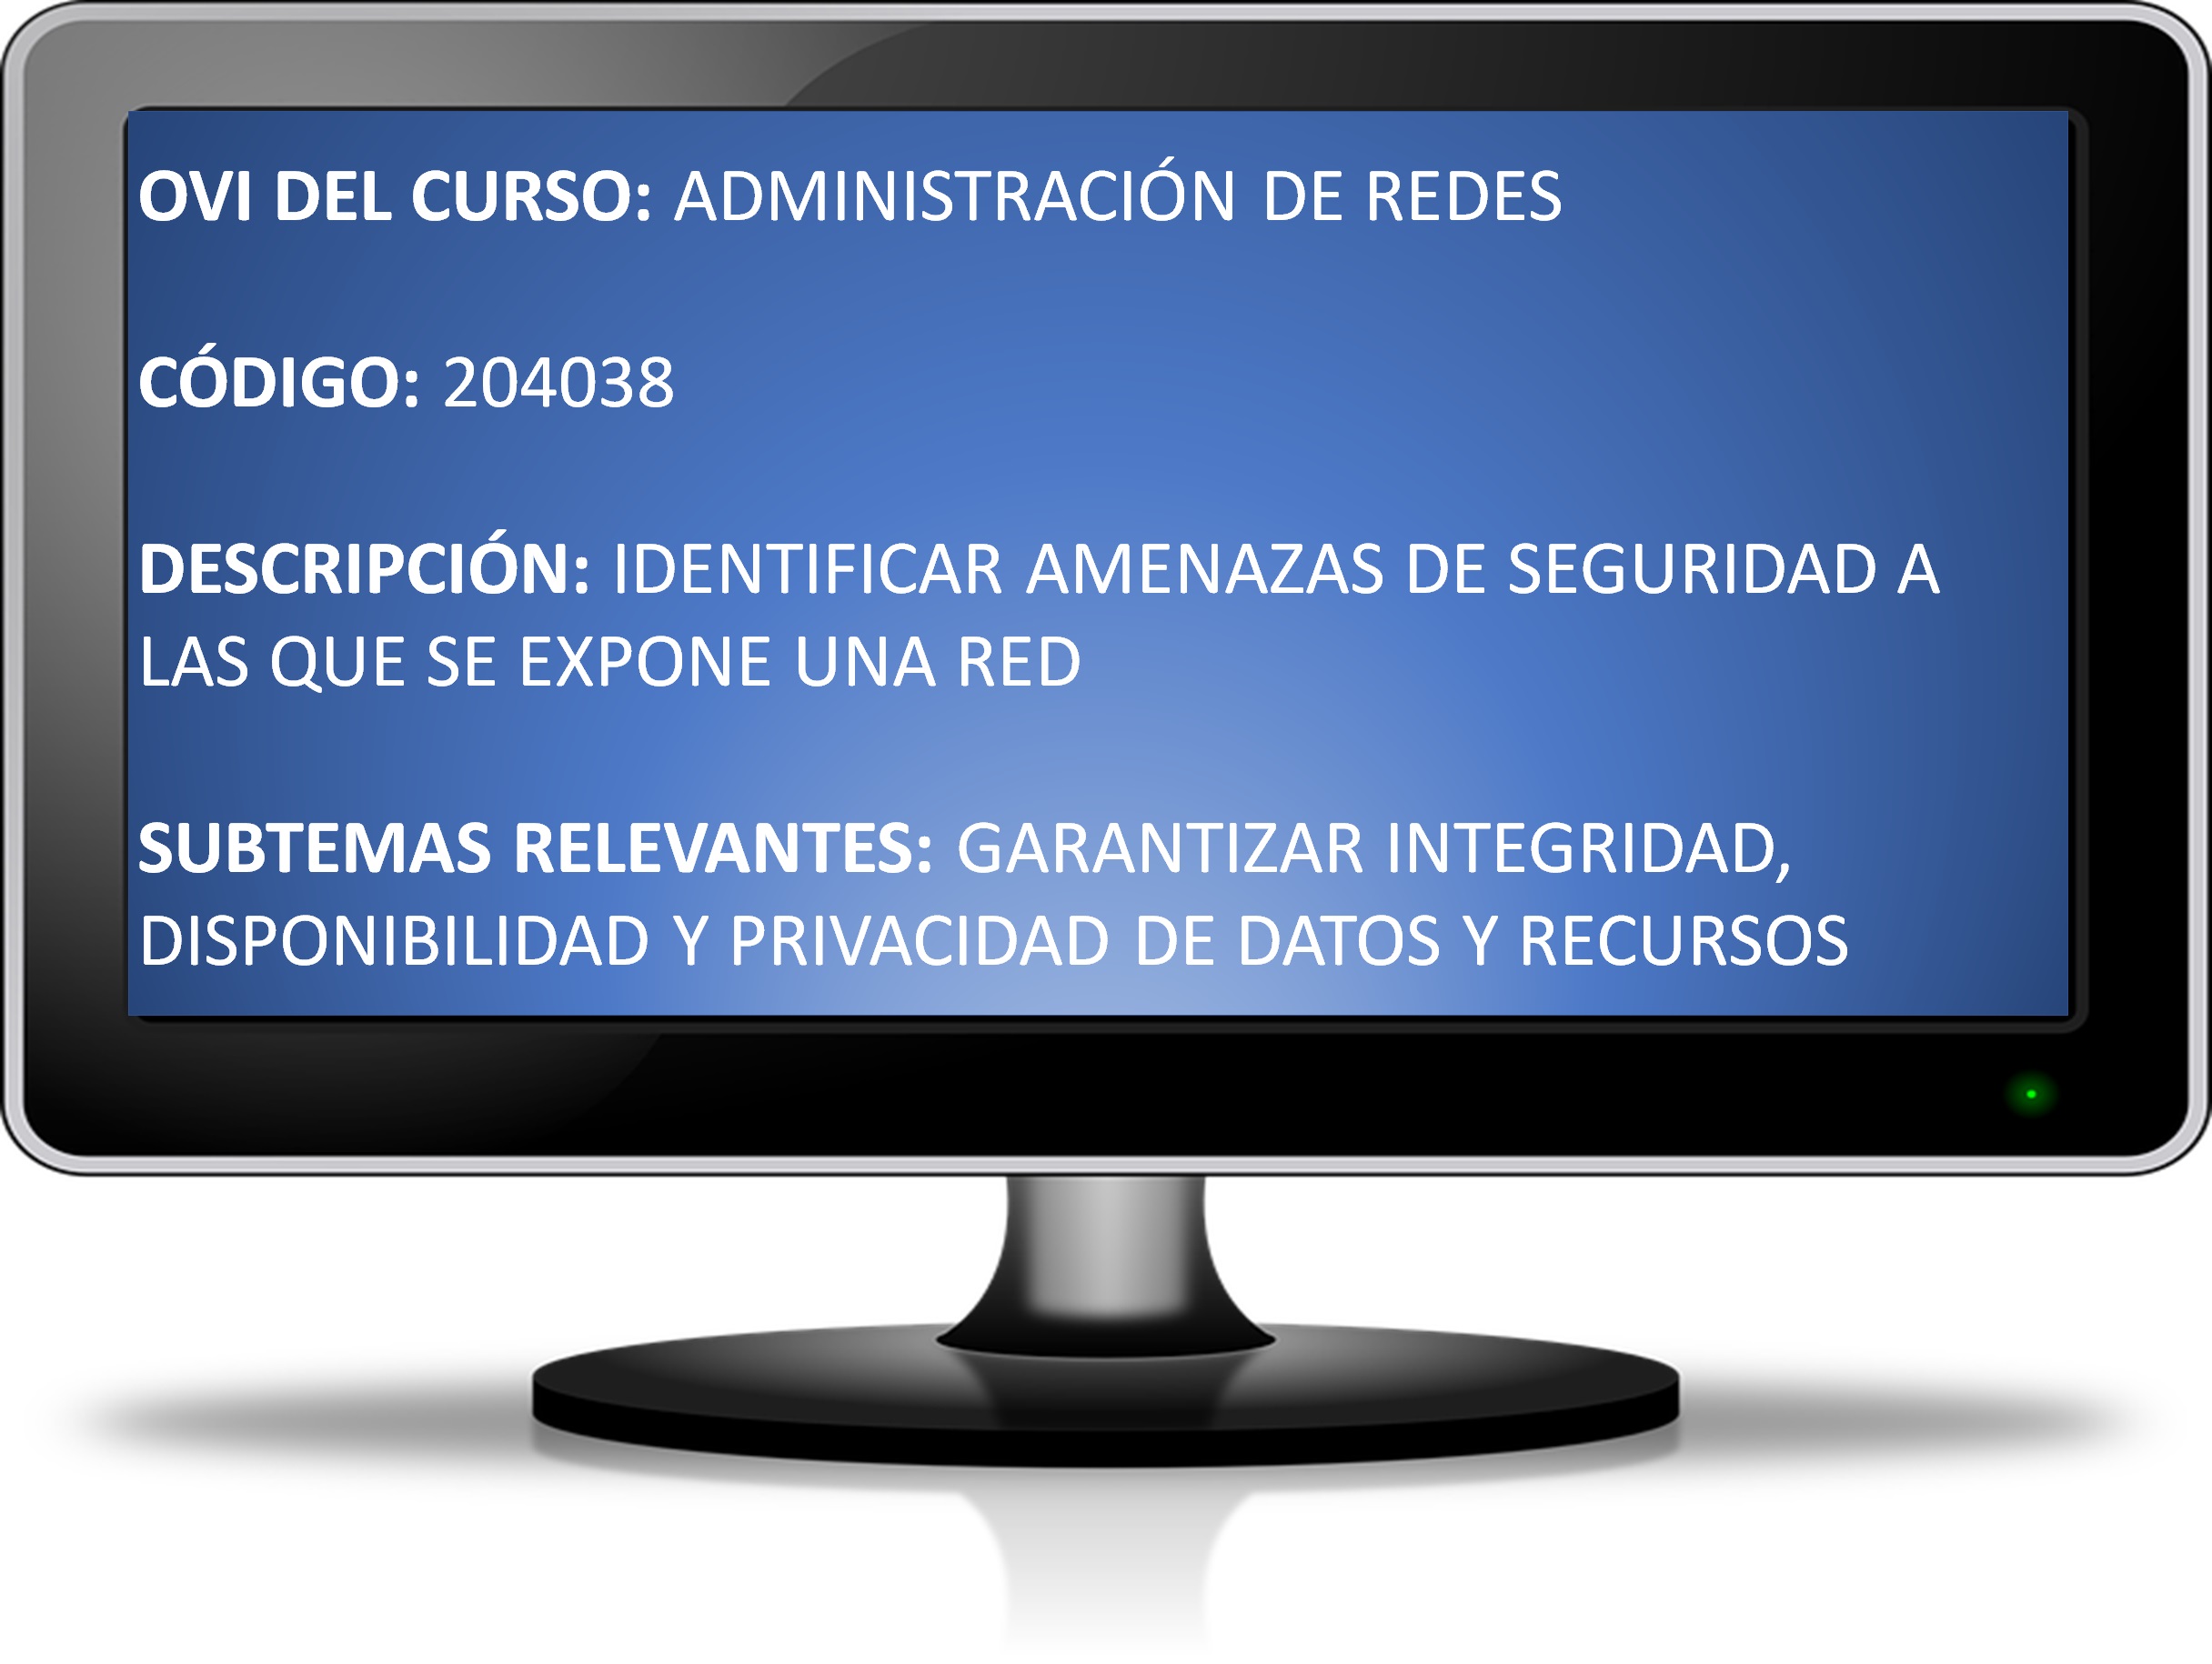 OVI DEL CURSO: ADMINISTRACIÓN DE REDES
CÓDIGO: 204038
DESCRIPCIÓN: IDENTIFICAR AMENAZAS DE SEGURIDAD A
LAS QUE SE EXPONE UNA RED
SUBTEMAS RELEVANTES: GARANTIZAR INTEGRIDAD,
DISPONIBILIDAD Y PRIVACIDAD DE DATOS Y RECURSOS